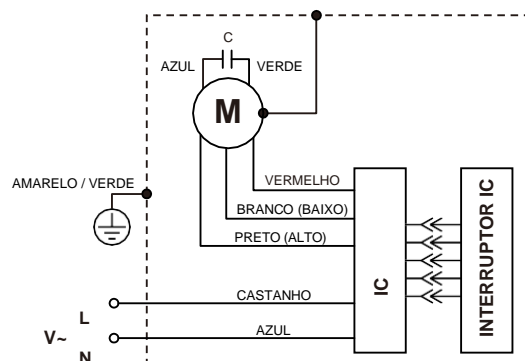 C
AZUL
VERDE
M
AMARELO / VERDE
VERMELHO
BRANCO (BAIXO)
PRETO (ALTO)
IC
INTERRUPTOR IC
CASTANHO
L
V~
AZUL
N